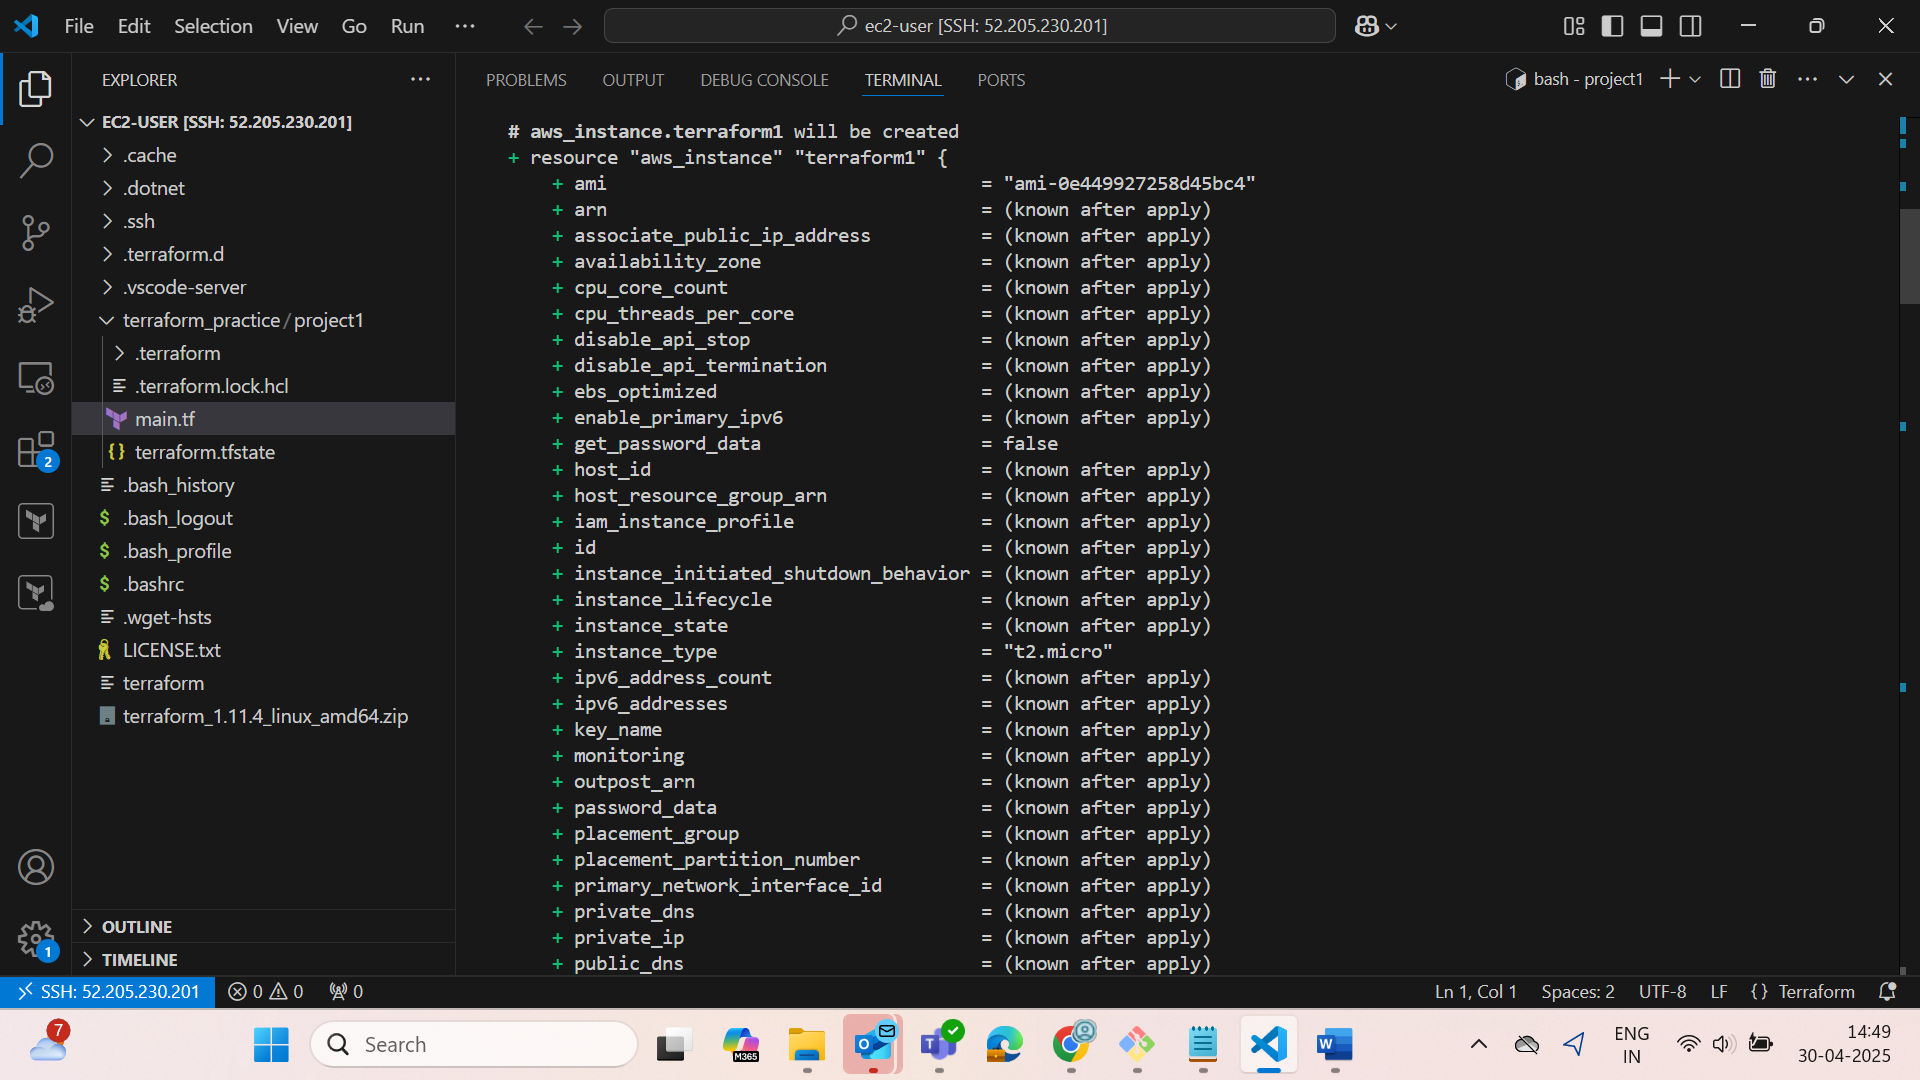 File Edit Selection View Go Run ···
ec2-user [SSH: 52.205.230.201]
EXPLORER ···
EC2-USER [SSH: 52.205.230.201]
.cache
.dotnet
.ssh
.terraform.d
.vscode-server
terraform_practice / project1
.terraform
.terraform.lock.hcl
main.tf
{} terraform.tfstate
.bash_history
$ .bash_logout
$ .bash_profile
$ .bashrc
.wget-hsts
LICENSE.txt
terraform
terraform_1.11.4_linux_amd64.zip
OUTLINE
TIMELINE
2
1
PROBLEMS OUTPUT DEBUG CONSOLE TERMINAL PORTS
bash - project1
# aws_instance.terraform1 will be created
+ resource "aws_instance" "terraform1" {
+ ami = "ami-0e449927258d45bc4"
+ arn = (known after apply)
+ associate_public_ip_address = (known after apply)
+ availability_zone = (known after apply)
+ cpu_core_count = (known after apply)
+ cpu_threads_per_core = (known after apply)
+ disable_api_stop = (known after apply)
+ disable_api_termination = (known after apply)
+ ebs_optimized = (known after apply)
+ enable_primary_ipv6 = (known after apply)
+ get_password_data = false
+ host_id = (known after apply)
+ host_resource_group_arn = (known after apply)
+ iam_instance_profile = (known after apply)
+ id = (known after apply)
+ instance_initiated_shutdown_behavior = (known after apply)
+ instance_lifecycle = (known after apply)
+ instance_state = (known after apply)
+ instance_type = "t2.micro"
+ ipv6_address_count = (known after apply)
+ ipv6_addresses = (known after apply)
+ key_name = (known after apply)
+ monitoring = (known after apply)
+ outpost_arn = (known after apply)
+ password_data = (known after apply)
+ placement_group = (known after apply)
+ placement_partition_number = (known after apply)
+ primary_network_interface_id = (known after apply)
+ private_dns = (known after apply)
+ private_ip = (known after apply)
+ public_dns = (known after apply)
SSH: 52.205.230.201 0 0 0
Ln 1, Col 1 Spaces: 2 UTF-8 LF {} Terraform
7
Search
M365
ENG
IN
14:49
30-04-2025